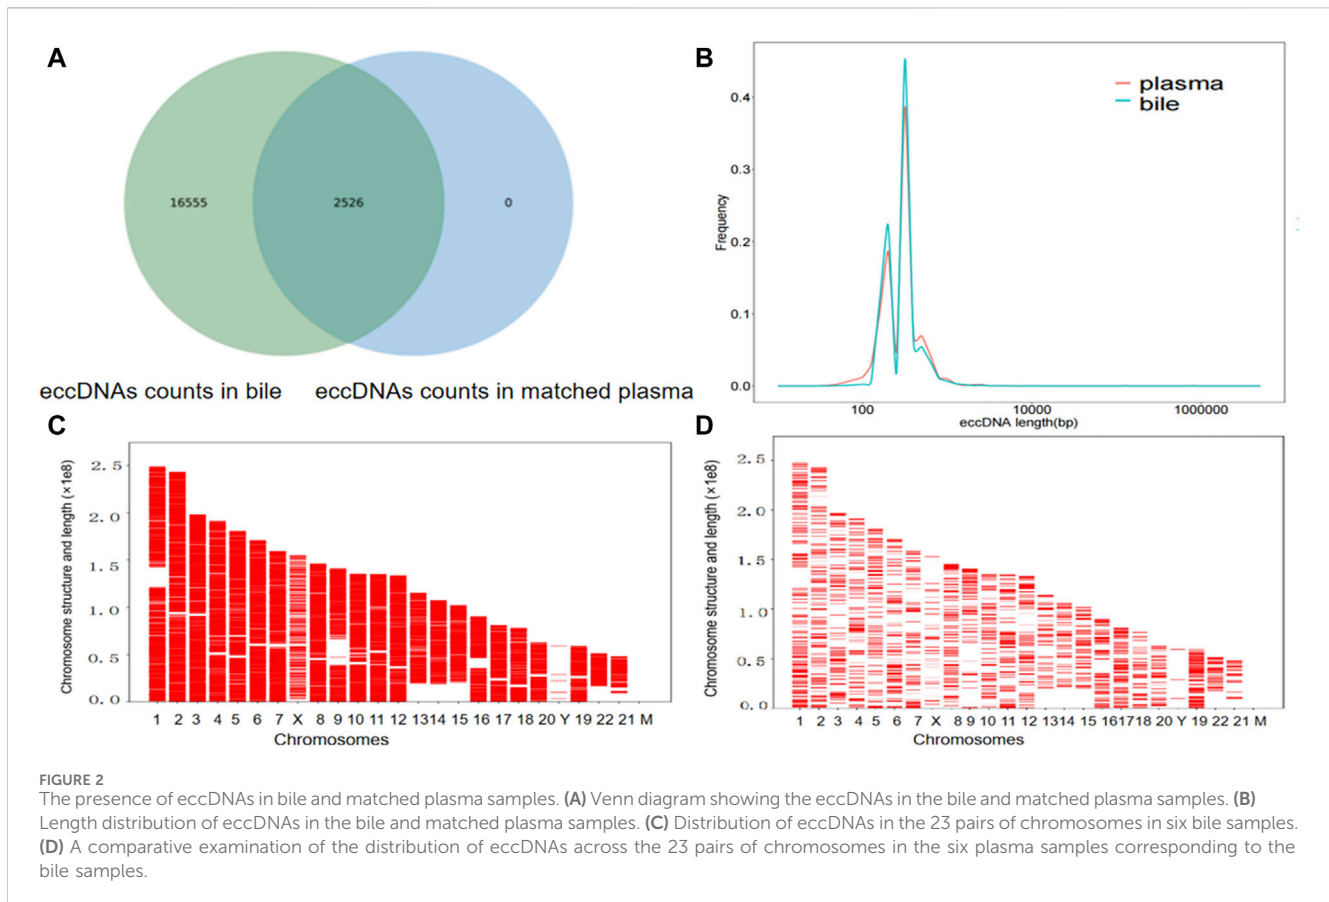 A
16555
2526
0
eccDNAs counts in bile
eccDNAs counts in matched plasma
B
plasma
bile
Frequency
0.4
0.3
0.2
0.1
0.0
100
10000
1000000
eccDNA length(bp)
C
Chromosome structure and length (×1e8)
2.5
2.0
1.5
1.0
0.5
0.0
1 2 3 4 5 6 7 X 8 9 10 11 12 13 14 15 16 17 18 20 Y 19 22 21 M
Chromosomes
D
Chromosome structure and length (×1e8)
2.5
2.0
1.5
1.0
0.5
0.0
1 2 3 4 5 6 7 X 8 9 10 11 12 13 14 15 16 17 18 20 Y 19 22 21 M
Chromosomes
FIGURE 2
The presence of eccDNAs in bile and matched plasma samples. (A) Venn diagram showing the eccDNAs in the bile and matched plasma samples. (B)
Length distribution of eccDNAs in the bile and matched plasma samples. (C) Distribution of eccDNAs in the 23 pairs of chromosomes in six bile samples.
(D) A comparative examination of the distribution of eccDNAs across the 23 pairs of chromosomes in the six plasma samples corresponding to the
bile samples.